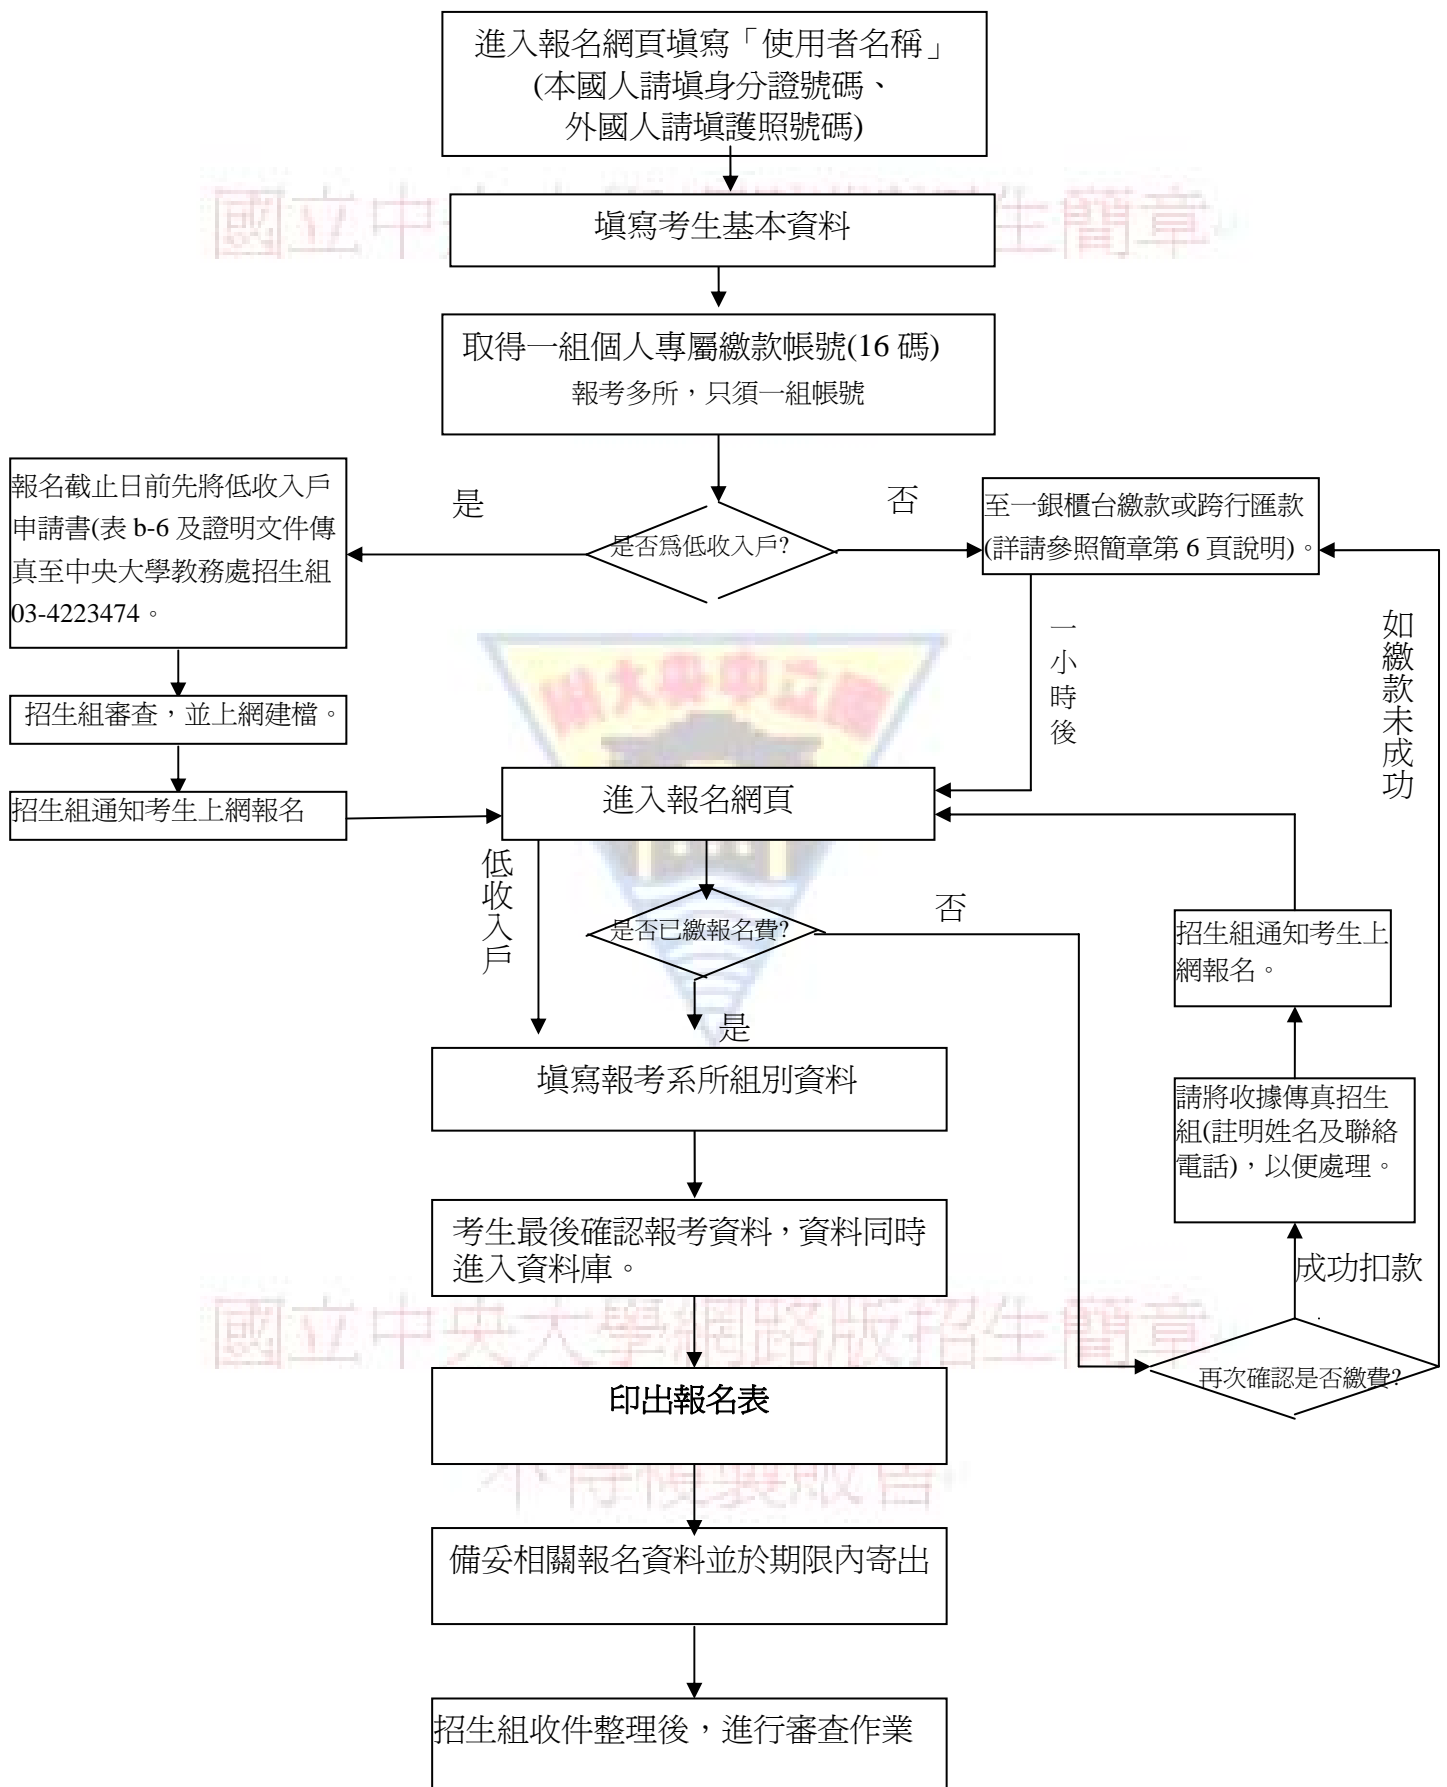 進入報名網頁填寫「使用者名稱」
(本國人請填身分證號碼、
外國人請填護照號碼)
填寫考生基本資料
取得一組個人專屬繳款帳號(16 碼)
報考多所，只須一組帳號
是否為低收入戶?
是
否
報名截止日前先將低收入戶
申請書(表 b-6 及證明文件傳
真至中央大學教務處招生組
03-4223474。
招生組審查，並上網建檔。
招生組通知考生上網報名
至一銀櫃台繳款或跨行匯款
(詳請參照簡章第 6 頁說明)。
一小時後
如繳款未成功
進入報名網頁
低收入戶
是否已繳報名費?
否
是
招生組通知考生上
網報名。
請將收據傳真招生
組(註明姓名及聯絡
電話)，以便處理。
成功扣款
再次確認是否繳費?
填寫報考系所組別資料
考生最後確認報考資料，資料同時
進入資料庫。
印出報名表
備妥相關報名資料並於期限內寄出
招生組收件整理後，進行審查作業
國立中央大學網路版招生簡章
國立中央大學